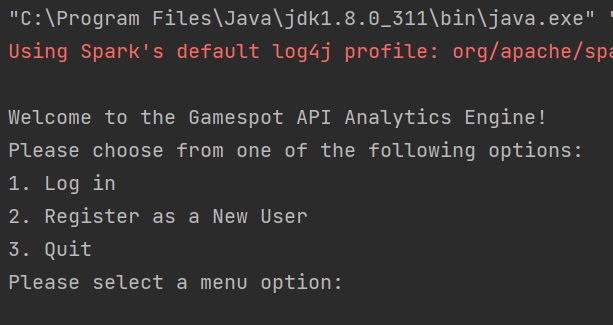 "C:\Program Files\Java\jdk1.8.0_311\bin\java.exe"
Using Spark's default log4j profile: org/apache/spa
Welcome to the Gamespot API Analytics Engine!
Please choose from one of the following options:
1. Log in
2. Register as a New User
3. Quit
Please select a menu option: